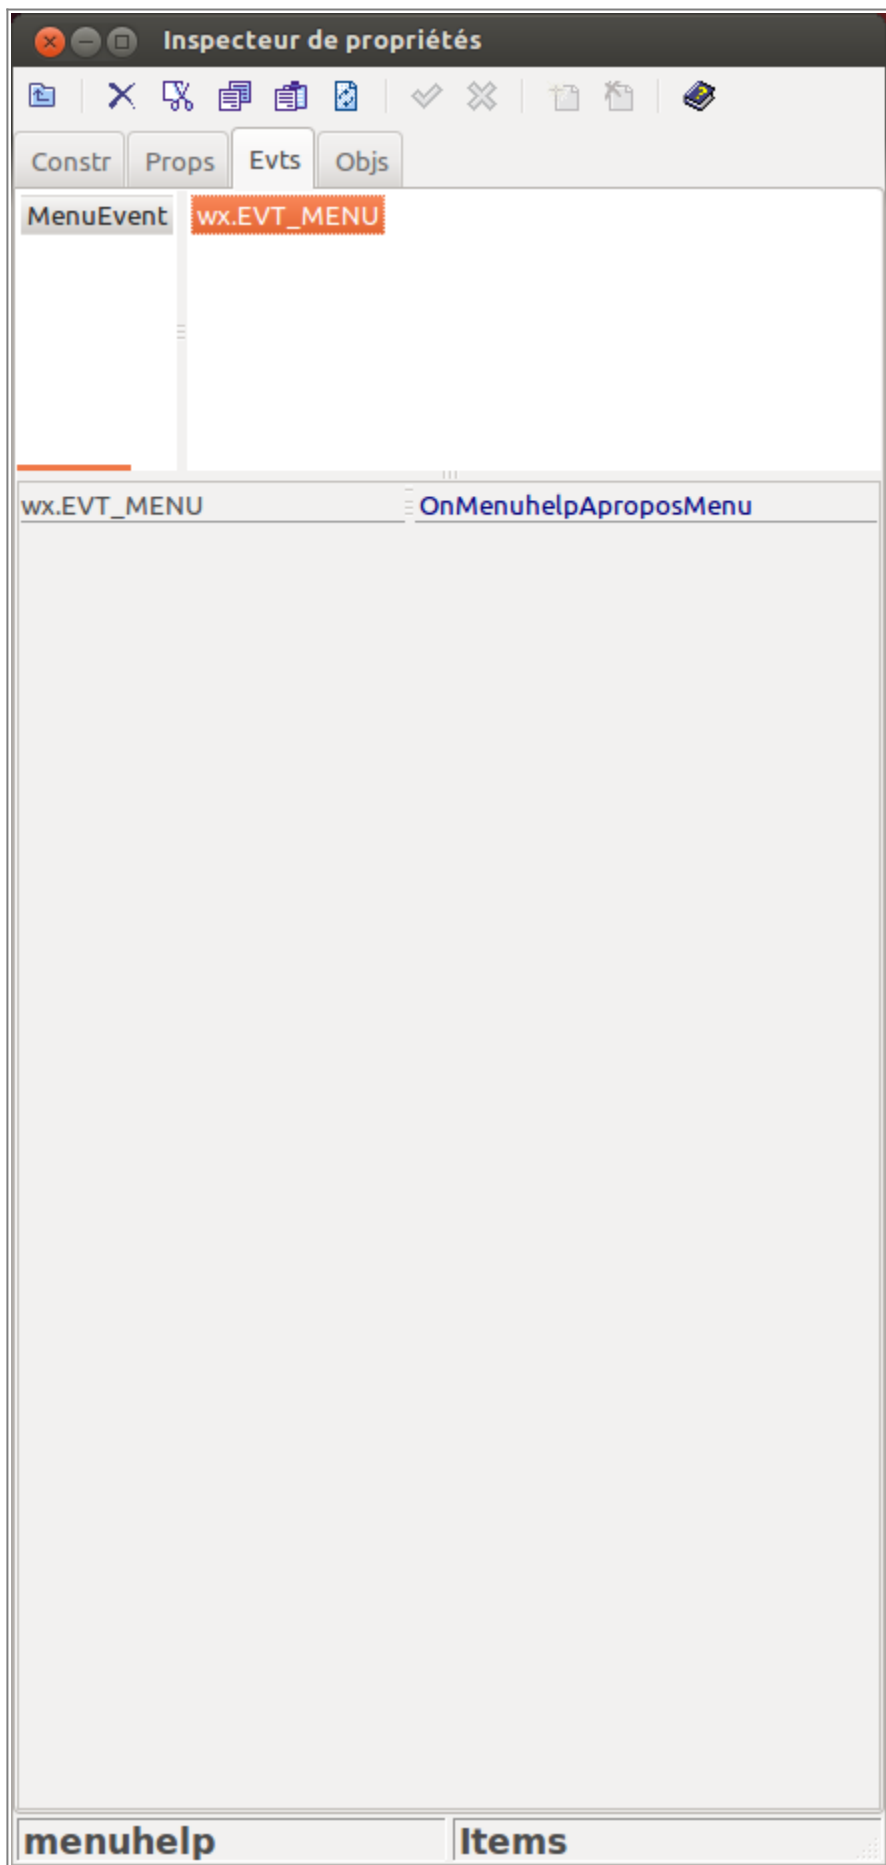 Inspecteur de propriétés
Constr Props Evts Objs
MenuEvent wx.EVT_MENU
wx.EVT_MENU OnMenuhelpAproposMenu
menuhelp Items